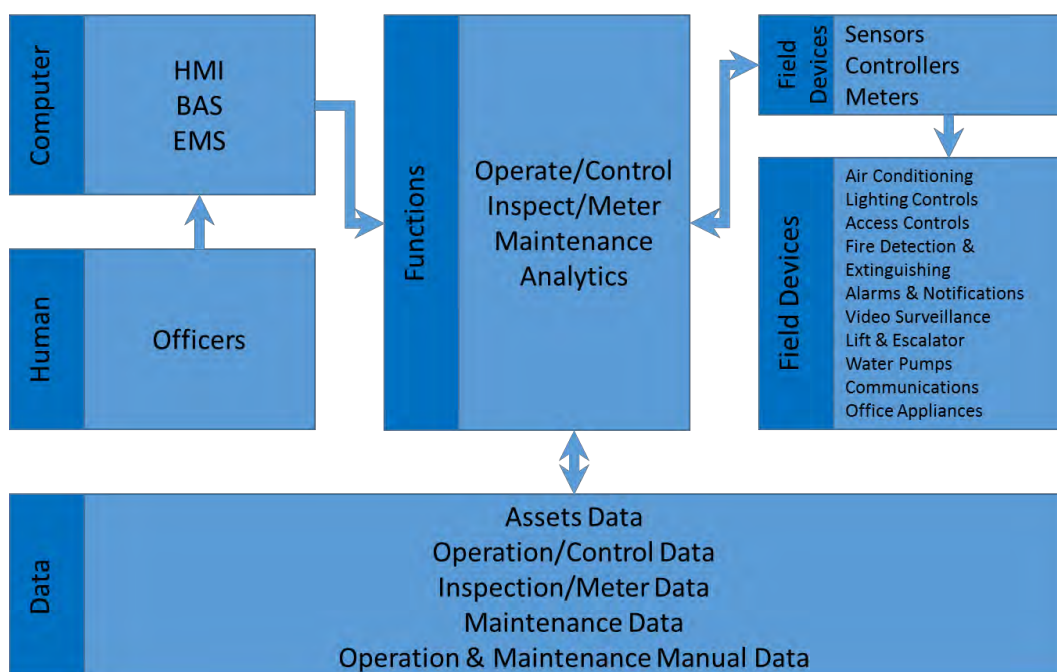 Computer
HMI
BAS
EMS
Human
Officers
Functions
Operate/Control
Inspect/Meter
Maintenance
Analytics
Field
Devices
Sensors
Controllers
Meters
Field Devices
Air Conditioning
Lighting Controls
Access Controls
Fire Detection &
Extinguishing
Alarms & Notifications
Video Surveillance
Lift & Escalator
Water Pumps
Communications
Office Appliances
Data
Assets Data
Operation/Control Data
Inspection/Meter Data
Maintenance Data
Operation & Maintenance Manual Data